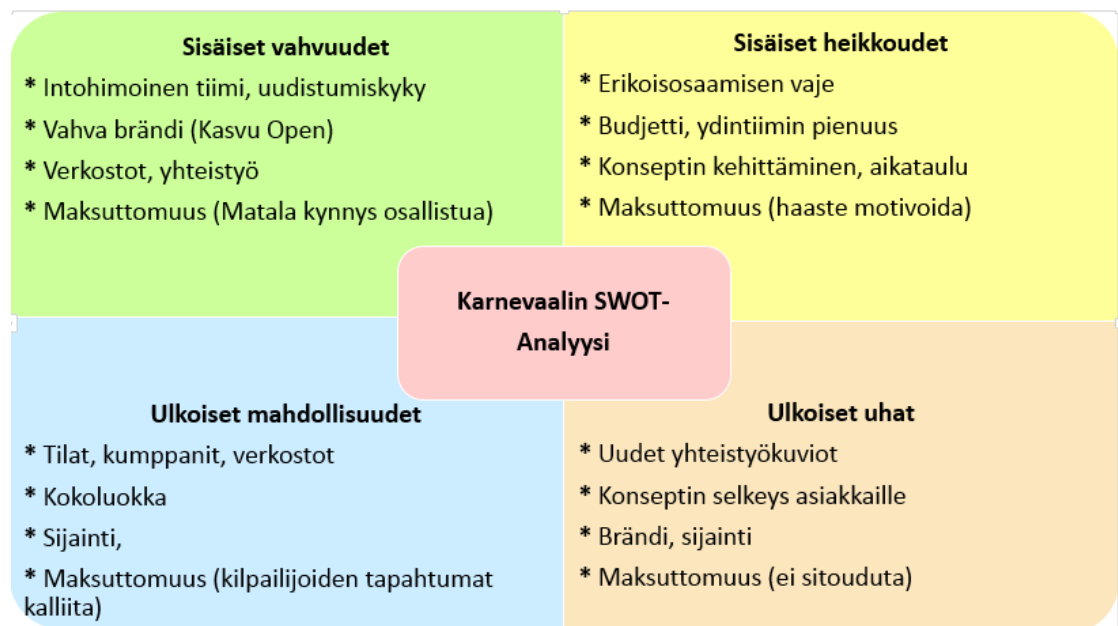 Sisäiset vahvuudet
* Intohimoinen tiimi, uudistumiskyky
* Vahva brändi (Kasvu Open)
* Verkostot, yhteistyö
* Maksuttomuus (Matala kynnys osallistua)
Sisäiset heikkoudet
* Erikoisosaamisen vaje
* Budjetti, ydintiimin pienuus
* Konseptin kehittäminen, aikataulu
* Maksuttomuus (haaste motivoida)
Karnevaalin SWOT-
Analyysi
Ulkoiset mahdollisuudet
* Tilat, kumppanit, verkostot
* Kokoluokka
* Sijainti,
* Maksuttomuus (kilpailijoiden tapahtumat
kalliita)
Ulkoiset uhat
* Uudet yhteistyökuviot
* Konseptin selkeys asiakkaille
* Brändi, sijainti
* Maksuttomuus (ei sitouduta)